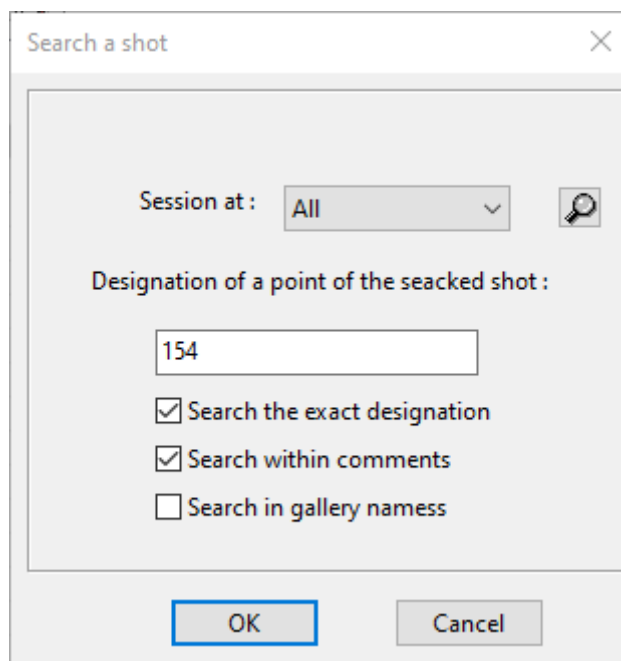 Search a shot
Session at :
All
Designation of a point of the seacked shot :
154
Search the exact designation
Search within comments
Search in gallery namess
OK
Cancel